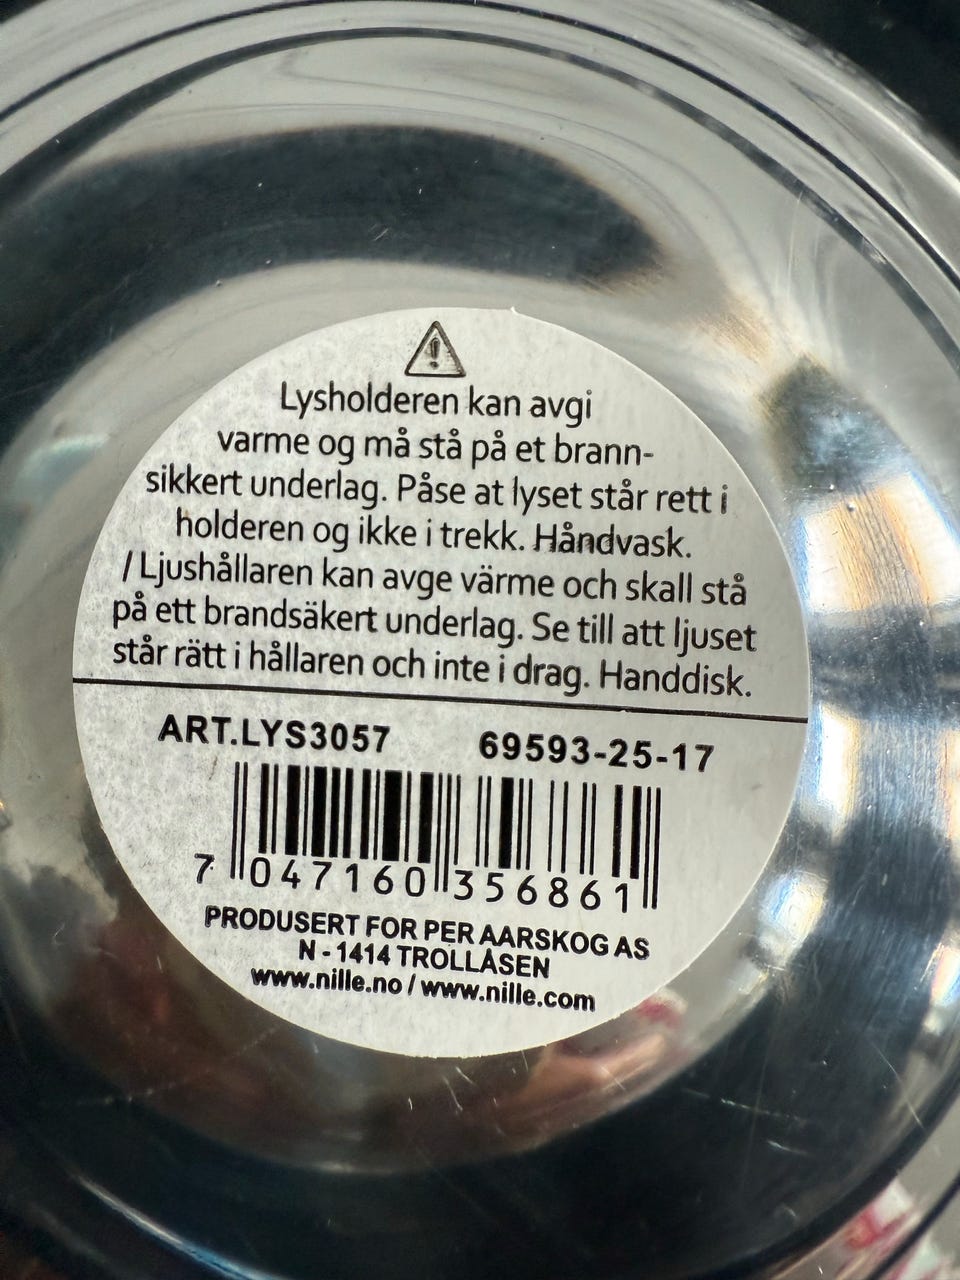 Lysholderen kan avgi
varme og må stå på et brann-
sikkert underlag. Påse at lyset står rett i
holderen og ikke i trekk. Håndvask.
/ Ljushållaren kan avge värme och skall stå
på ett brandsäkert underlag. Se till att ljuset
står rätt i hållaren och inte i drag. Handdisk.
ART.LYS3057 69593-25-17
7 047160 356861
PRODUSERT FOR PER AARSKOG AS
N - 1414 TROLLÅSEN
www.nille.no / www.nille.com